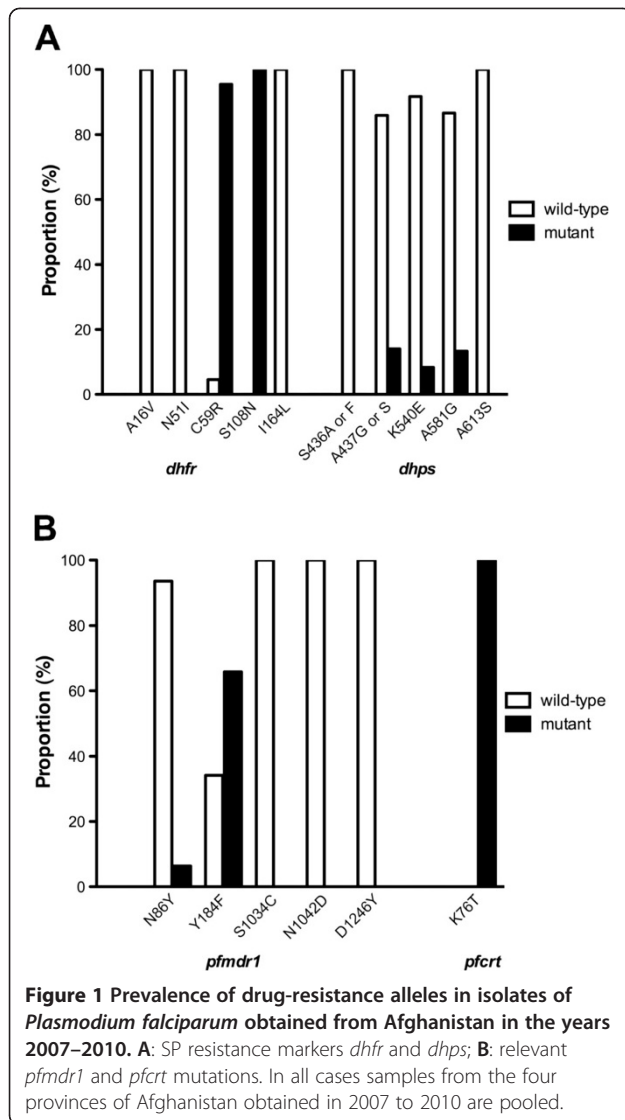 A
100
80
60
40
20
0
Proportion (%)
wild-type
mutant
A16V
N51I
C59R
S108N
I164L
S436A or F
A437G or S
K540E
A581G
A613S
dhfr
dhps
B
100
80
60
40
20
0
Proportion (%)
wild-type
mutant
N86Y
Y184F
S1034C
N1042D
D1246Y
K76T
pfmdr1
pfcrt
Figure 1 Prevalence of drug-resistance alleles in isolates of
Plasmodium falciparum obtained from Afghanistan in the years
2007–2010. A: SP resistance markers dhfr and dhps; B: relevant
pfmdr1 and pfcrt mutations. In all cases samples from the four
provinces of Afghanistan obtained in 2007 to 2010 are pooled.